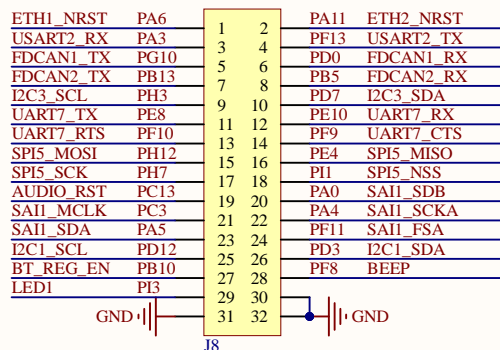 ETH1_NRST PA6 1 2 PA11 ETH2_NRST
USART2_RX PA3 3 4 PF13 USART2_TX
FDCAN1_TX PG10 5 6 PD0 FDCAN1_RX
FDCAN2_TX PB13 7 8 PB5 FDCAN2_RX
I2C3_SCL PH3 9 10 PD7 I2C3_SDA
UART7_TX PE8 11 12 PE10 UART7_RX
UART7_RTS PF10 13 14 PF9 UART7_CTS
SPI5_MOSI PH12 15 16 PE4 SPI5_MISO
SPI5_SCK PH7 17 18 PI1 SPI5_NSS
AUDIO_RST PC13 19 20 PA0 SAI1_SDB
SAI1_MCLK PC3 21 22 PA4 SAI1_SCKA
SAI1_SDA PA5 23 24 PF11 SAI1_FSA
I2C1_SCL PD12 25 26 PD3 I2C1_SDA
BT_REG_EN PB10 27 28 PF8 BEEP
LED1 PI3 29 30
GND 31 32 GND
J8